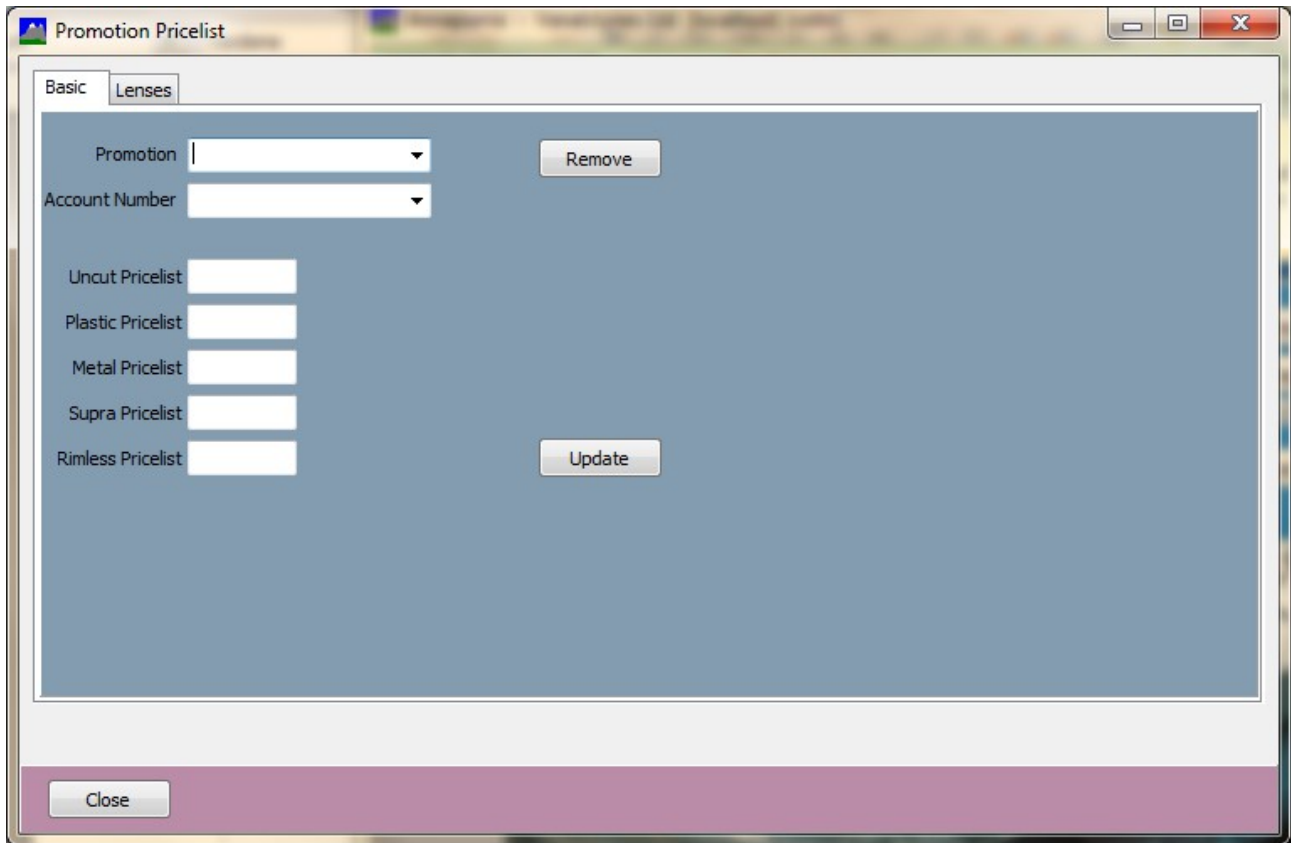 Promotion Pricelist
Basic
Lenses
Promotion
Remove
Account Number
Uncut Pricelist
Plastic Pricelist
Metal Pricelist
Supra Pricelist
Rimless Pricelist
Update
Close